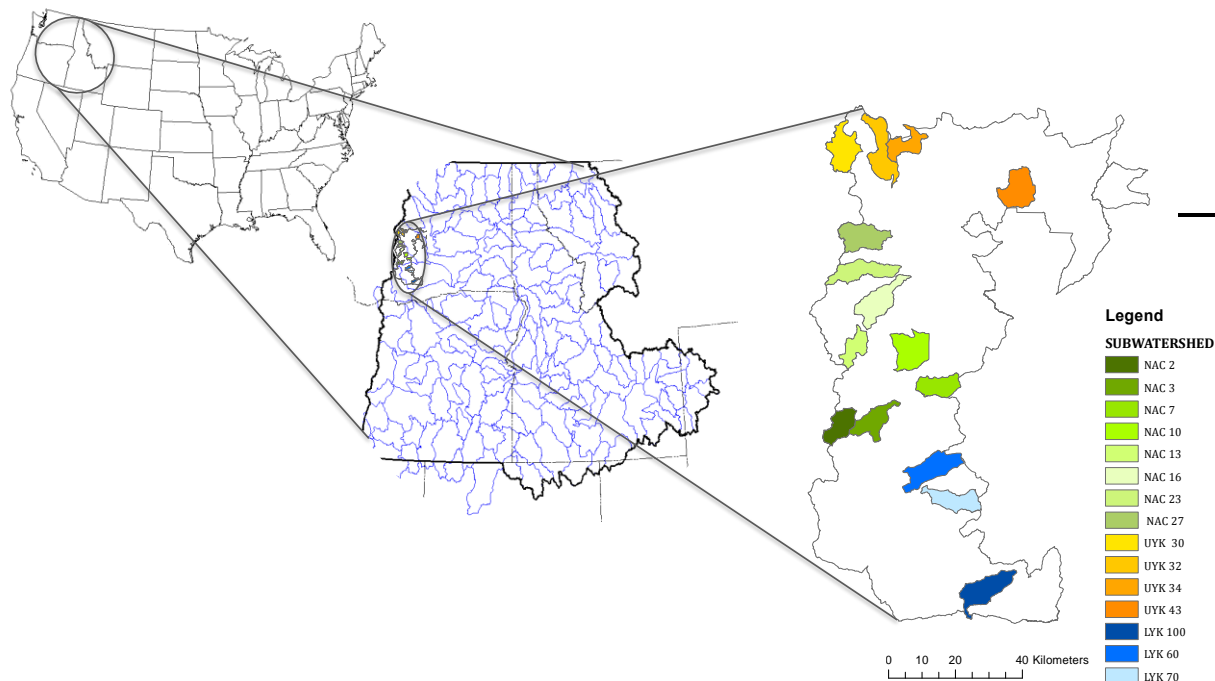 Legend
SUBWATERSHED
NAC 2
NAC 3
NAC 7
NAC 10
NAC 13
NAC 16
NAC 23
NAC 27
UYK 30
UYK 32
UYK 34
UYK 43
LYK 100
LYK 60
LYK 70
0 10 20 40 Kilometers